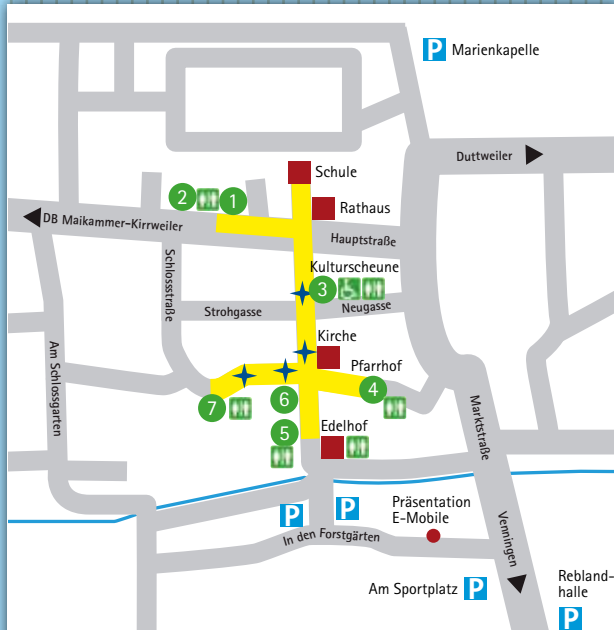 P Marienkapelle
Duttweiler
Schule
2
1
Rathaus
DB Maikammer-Kirrweiler
Hauptstraße
Kulturscheune
3
Schlossstraße
Strohgasse
Neugasse
Kirche
Pfarrhof
Am Schlossgarten
4
7
6
5
Edelhof
Marktstraße
P
P
Präsentation
E-Mobile
In den Forstgärten
Venningen
Am Sportplatz P
Rebland-
halle
P